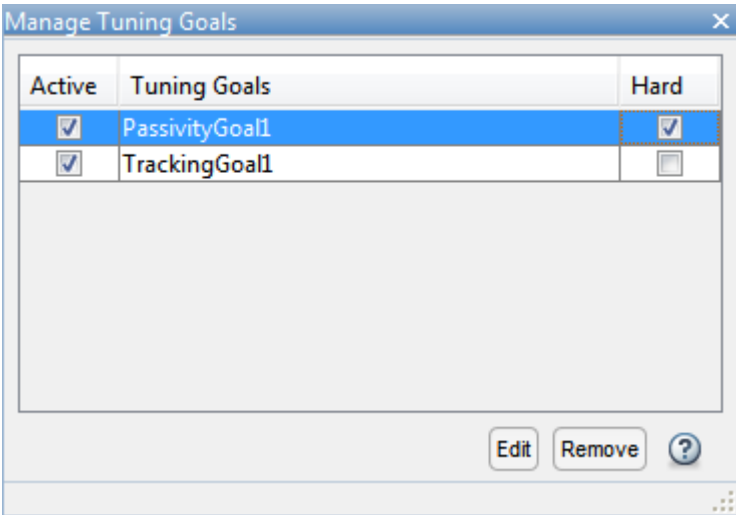 Manage Tuning Goals
Active Tuning Goals Hard
PassivityGoal1
TrackingGoal1
Edit Remove ?